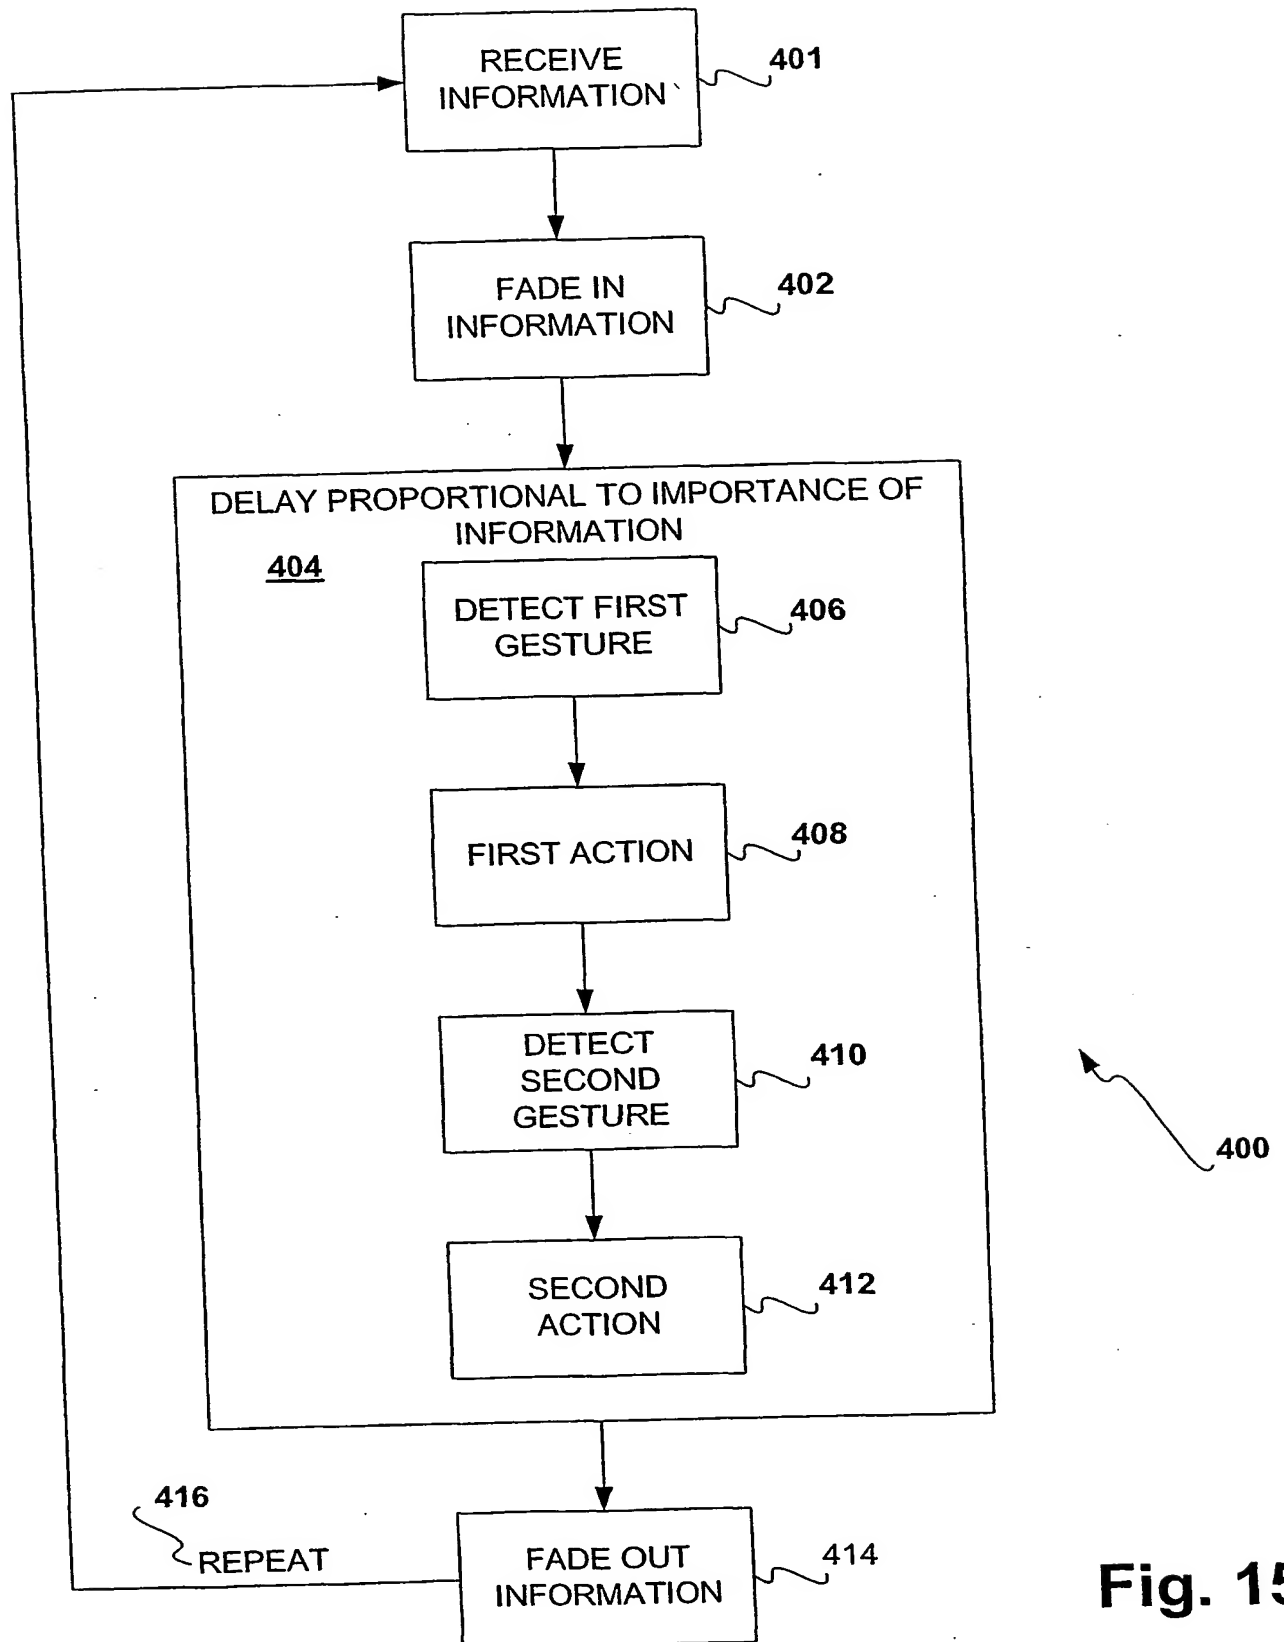 RECEIVE
INFORMATION
401
FADE IN
INFORMATION
402
DELAY PROPORTIONAL TO IMPORTANCE OF
INFORMATION
404
DETECT FIRST
GESTURE
406
FIRST ACTION
408
DETECT
SECOND
GESTURE
410
400
SECOND
ACTION
412
416
REPEAT
FADE OUT
INFORMATION
414
Fig. 15